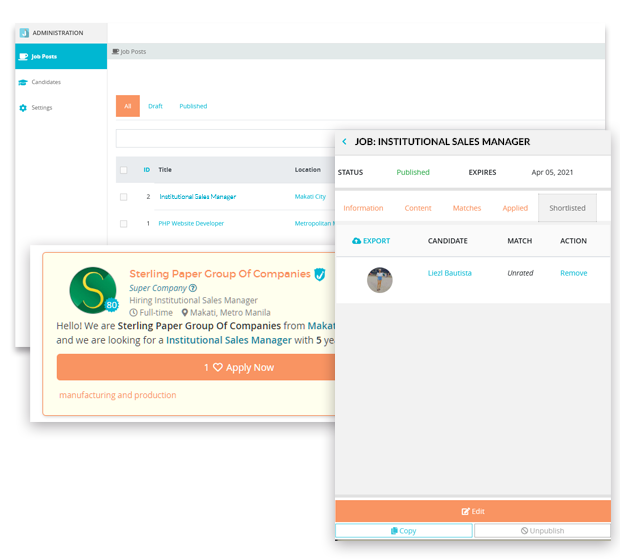 ADMINISTRATION
Job Posts
Job Posts
Candidates
Settings
All Draft Published
ID Title Location
2 Institutional Sales Manager Makati City
1 PHP Website Developer Metropolitan
Sterling Paper Group Of Companies
80
Super Company
Hiring Institutional Sales Manager
Full-time Makati, Metro Manila
Hello! We are Sterling Paper Group Of Companies from Makat
and we are looking for a Institutional Sales Manager with 5 ye
1 Apply Now
manufacturing and production
JOB: INSTITUTIONAL SALES MANAGER
STATUS Published EXPIRES Apr 05, 2021
Information Content Matches Applied Shortlisted
EXPORT CANDIDATE MATCH ACTION
Liezl Bautista Unrated Remove
Edit
Copy Unpublish